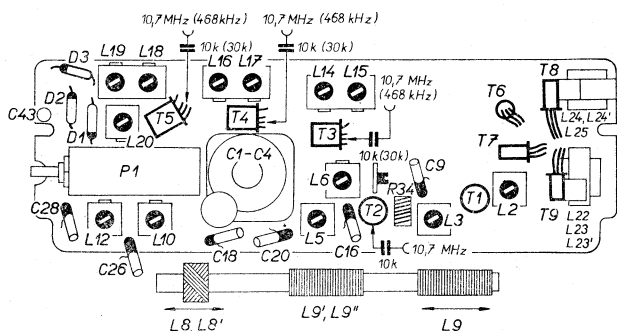 10,7 MHz (468kHz)
10,7 MHz (468 kHz)
10k (30k)
10k (30k)
D3
L19
L18
L16
L17
L14
L15
10,7 MHz
(468kHz)
T8
T6
D2
C43
D1
L20
T5
T4
T3
L24, L24'
L25
T7
C1-C4
10k(30k)
C9
P1
L6
R34
T1
L2
T9
C28
L12
L10
L5
T2
L3
L22
L23
L23'
C26
C18
C20
C16
10k
10,7 MHz
L8, L8'
L9', L9"
L9